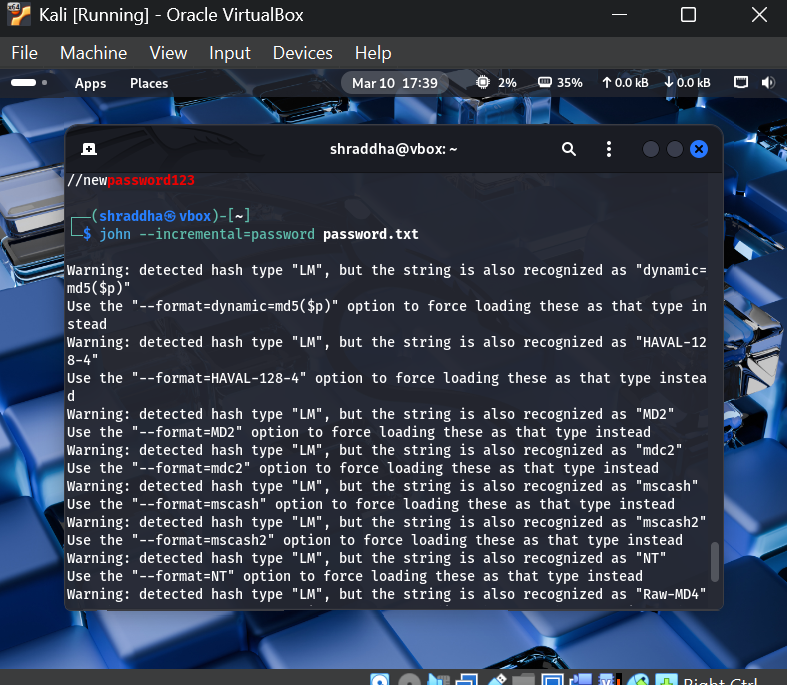 Kali [Running] - Oracle VirtualBox
File Machine View Input Devices Help
Apps Places Mar 10 17:39 2% 35% ↑0.0 kB ↓0.0 kB
shraddha@vbox: ~
//newpassword123
┌──(shraddha㉿vbox)-[~]
└─$ john --incremental=password password.txt
Warning: detected hash type "LM", but the string is also recognized as "dynamic=
md5($p)"
Use the "--format=dynamic=md5($p)" option to force loading these as that type in
stead
Warning: detected hash type "LM", but the string is also recognized as "HAVAL-12
8-4"
Use the "--format=HAVAL-128-4" option to force loading these as that type instea
d
Warning: detected hash type "LM", but the string is also recognized as "MD2"
Use the "--format=MD2" option to force loading these as that type instead
Warning: detected hash type "LM", but the string is also recognized as "mdc2"
Use the "--format=mdc2" option to force loading these as that type instead
Warning: detected hash type "LM", but the string is also recognized as "mscash"
Use the "--format=mscash" option to force loading these as that type instead
Warning: detected hash type "LM", but the string is also recognized as "mscash2"
Use the "--format=mscash2" option to force loading these as that type instead
Warning: detected hash type "LM", but the string is also recognized as "NT"
Use the "--format=NT" option to force loading these as that type instead
Warning: detected hash type "LM", but the string is also recognized as "Raw-MD4"
Right Ctrl